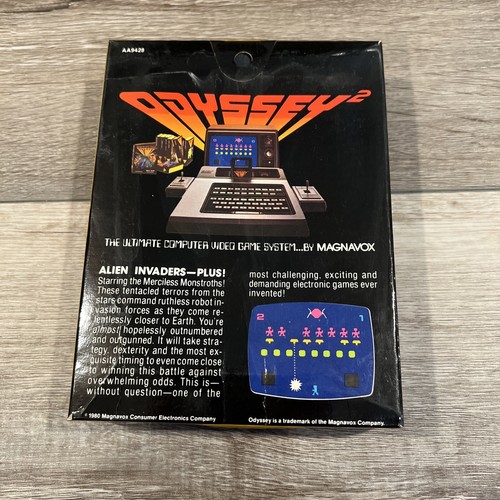 AA9428
ODYSSEY²
THE ULTIMATE COMPUTER VIDEO GAME SYSTEM...BY MAGNAVOX
ALIEN INVADERS—PLUS!
Starring the Merciless Monstroths!
These tentacled terrors from the
stars command ruthless robot in-
vasion forces as they come re-
lentlessly closer to Earth. You're
almost hopelessly outnumbered
and outgunned. It will take stra-
tegy, dexterity and the most ex-
quisite timing to even come close
to winning this battle against
overwhelming odds. This is—
without question—one of the
most challenging, exciting and
demanding electronic games ever
invented!
2 1
© 1980 Magnavox Consumer Electronics Company
Odyssey is a trademark of the Magnavox Company.